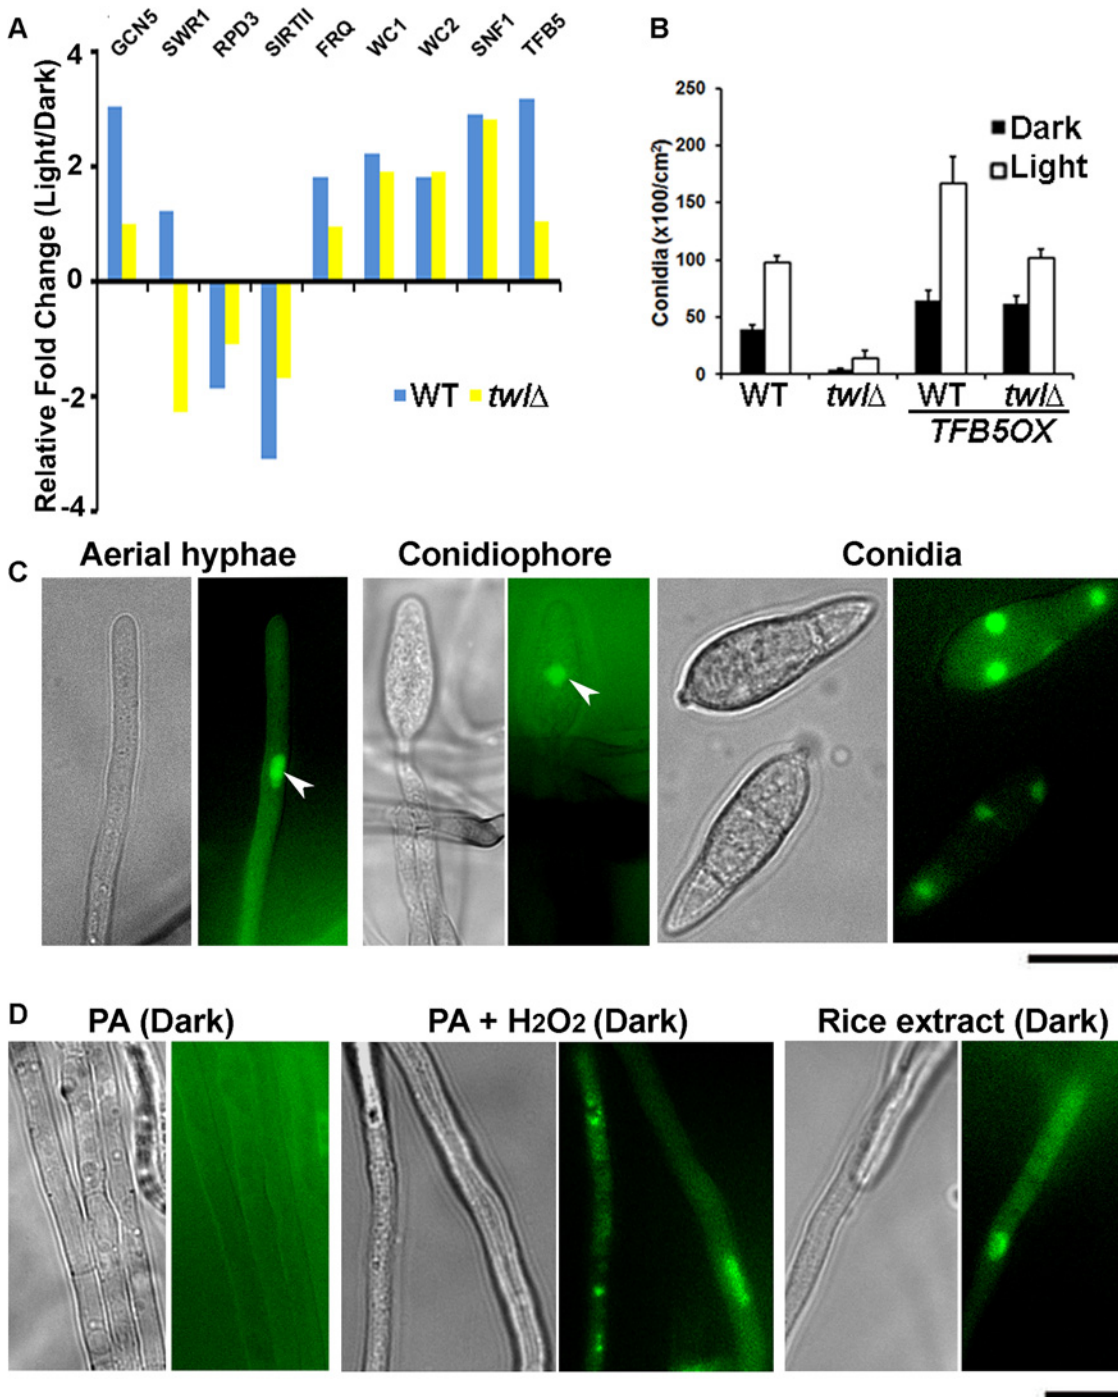 A
GCN5 SWR1 RPD3 SIRTII FRQ WC1 WC2 SNF1 TFB5
Relative Fold Change (Light/Dark)
4
2
0
-2
-4
WT twlΔ
B
Conidia (x100/cm²)
250
200
150
100
50
0
Dark
Light
WT twlΔ WT twlΔ
TFB5OX
C
Aerial hyphae Conidiophore Conidia
D
PA (Dark) PA + H2O2 (Dark) Rice extract (Dark)